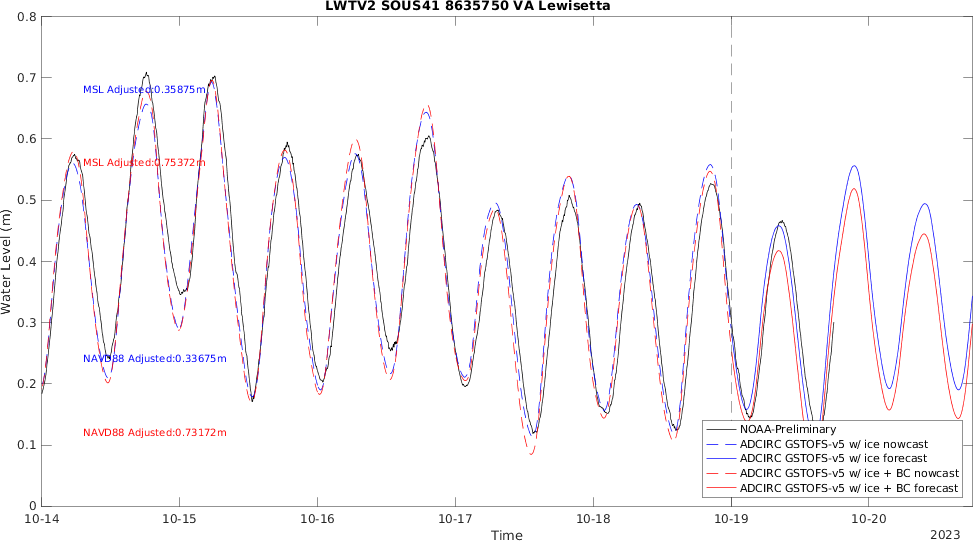 LWTV2 SOUS41 8635750 VA Lewisetta
0.8
0.7
0.6
0.5
0.4
0.3
0.2
0.1
0
Water Level (m)
MSL Adjusted:0.35875m
MSL Adjusted:0.75372m
NAVD88 Adjusted:0.33675m
NAVD88 Adjusted:0.73172m
NOAA-Preliminary
ADCIRC GSTOFS-v5 w/ ice nowcast
ADCIRC GSTOFS-v5 w/ ice forecast
ADCIRC GSTOFS-v5 w/ ice + BC nowcast
ADCIRC GSTOFS-v5 w/ ice + BC forecast
10-14 10-15 10-16 10-17 10-18 10-19 10-20
Time
2023